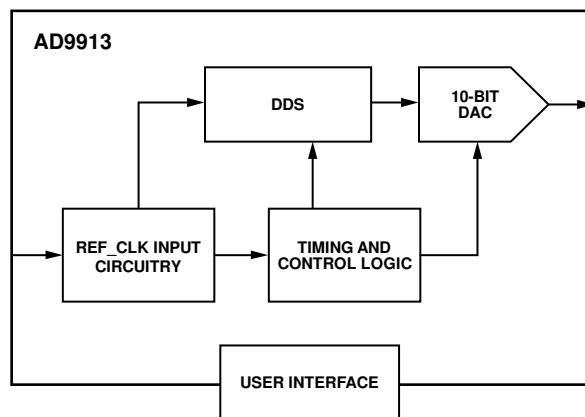 AD9913
DDS
10-BIT
DAC
REF_CLK INPUT
CIRCUITRY
TIMING AND
CONTROL LOGIC
USER INTERFACE